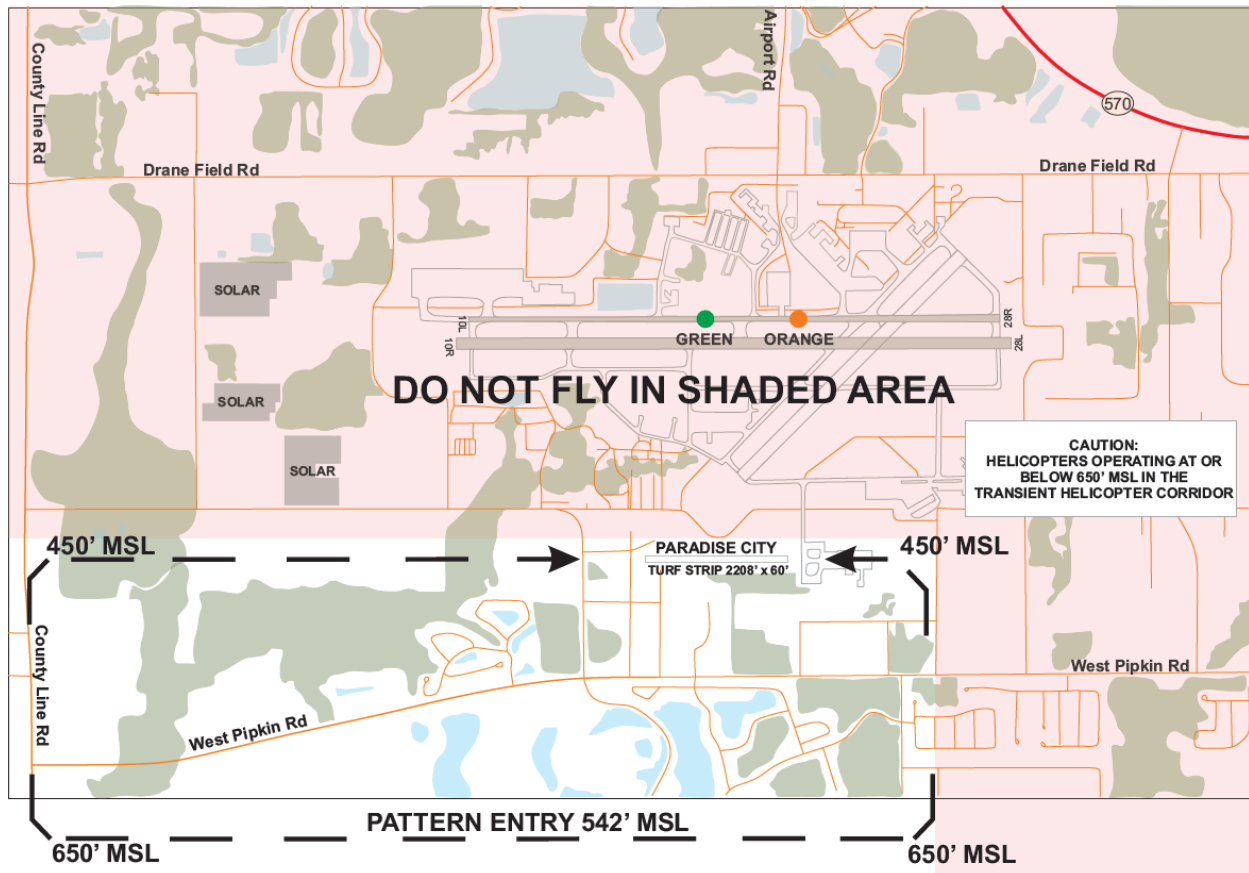 County Line Rd
Airport Rd
570
Drane Field Rd
Drane Field Rd
SOLAR
10L
28R
GREEN
ORANGE
10R
28L
DO NOT FLY IN SHADED AREA
SOLAR
SOLAR
CAUTION:
HELICOPTERS OPERATING AT OR
BELOW 650' MSL IN THE
TRANSIENT HELICOPTER CORRIDOR
450' MSL
PARADISE CITY
TURF STRIP 2208' x 60'
450' MSL
County Line Rd
West Pipkin Rd
West Pipkin Rd
PATTERN ENTRY 542' MSL
650' MSL
650' MSL